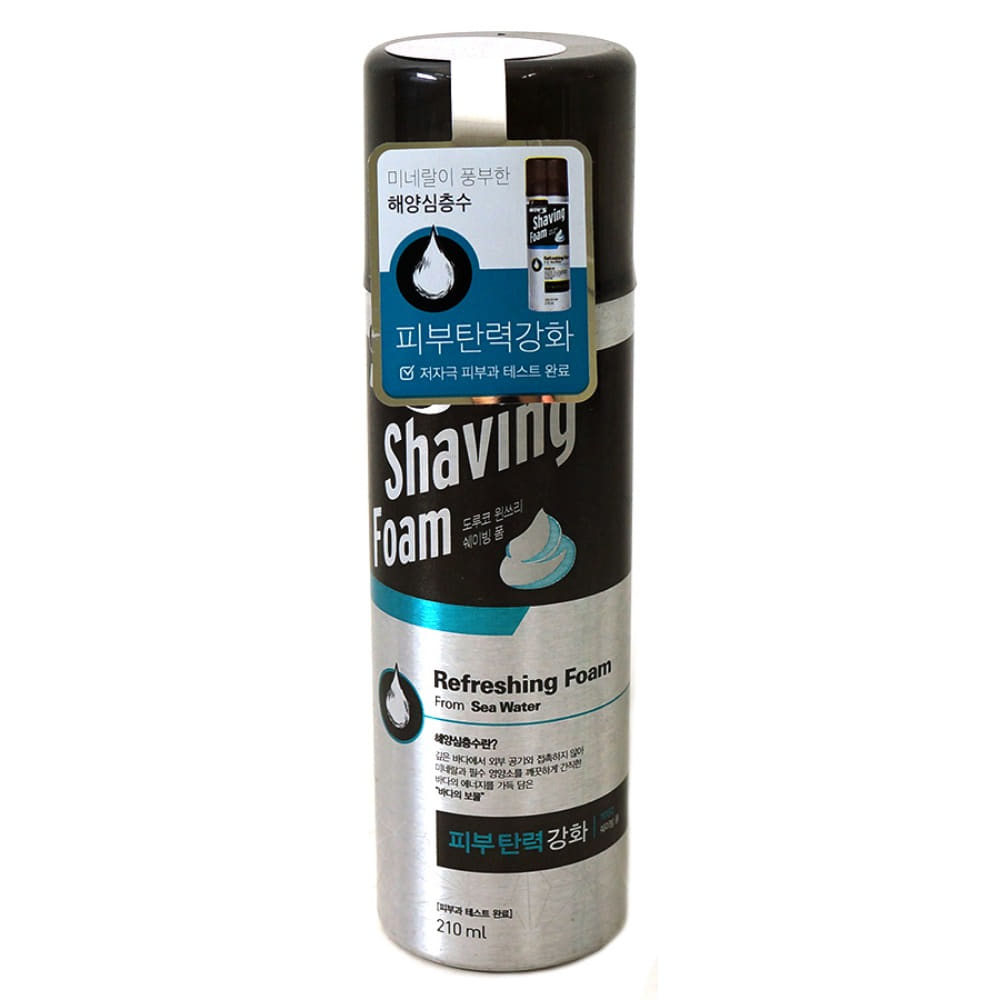 미네랄이 풍부한
해양심층수
Shaving
Foam
Refreshing Foam
피부탄력강화
저자극 피부과 테스트 완료
Shaving
Foam
도루코 윈쓰리
쉐이빙 폼
Refreshing Foam
From Sea Water
해양심층수란?
깊은 바다에서 외부 공기와 접촉하지 않아
미네랄과 필수 영양소를 깨끗하게 간직한
바다의 에너지를 가득 담은
"바다의 보물"
피부 탄력 강화
쉐이빙 폼
[피부과 테스트 완료]
210 ml